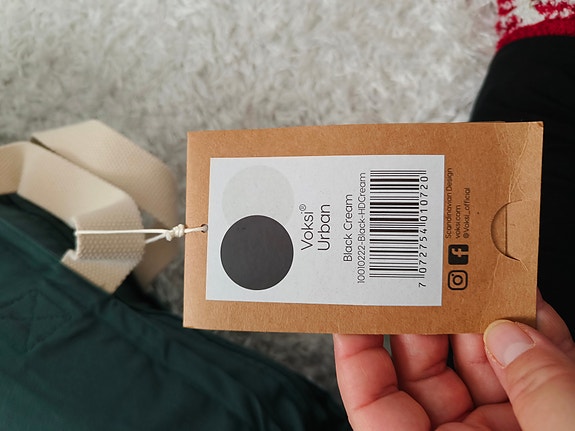 Voksi®
Urban
Black Cream
10010222-Black-HDCream
7 072754 010720
Scandinavian Design
voksi.com
@Voksi_official